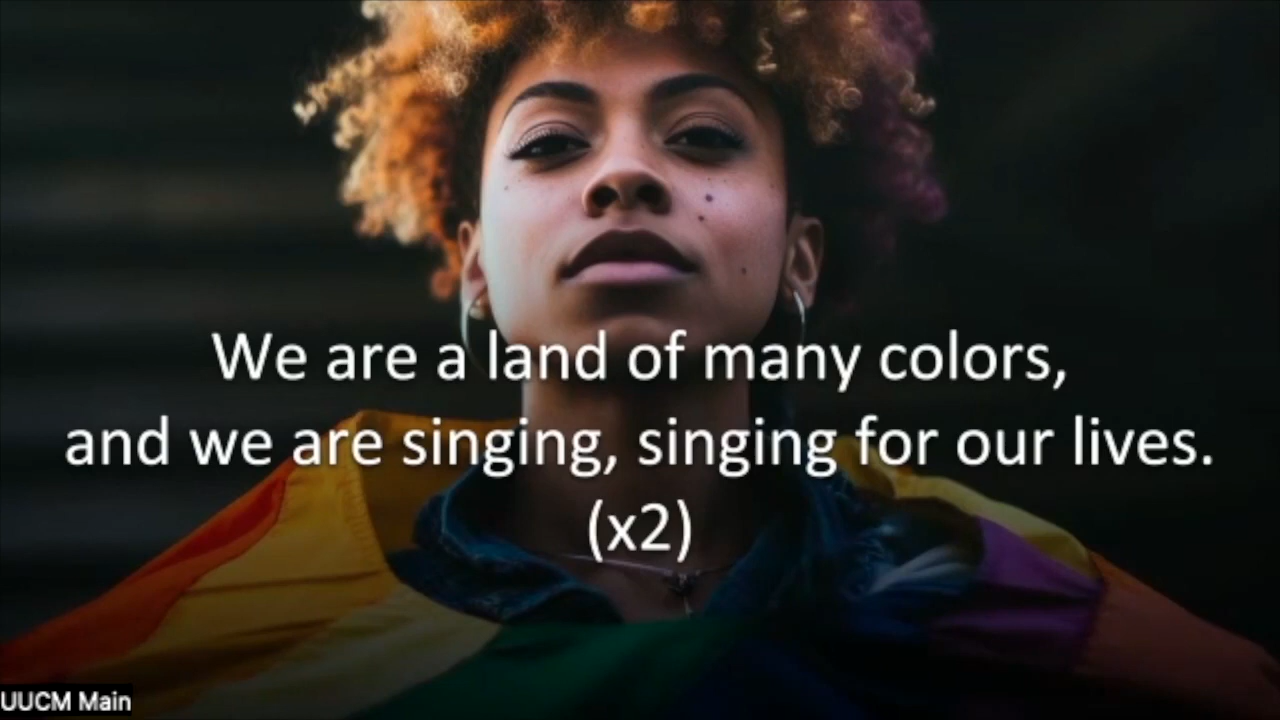 We are a land of many colors,
and we are singing, singing for our lives.
(x2)
UUCM Main